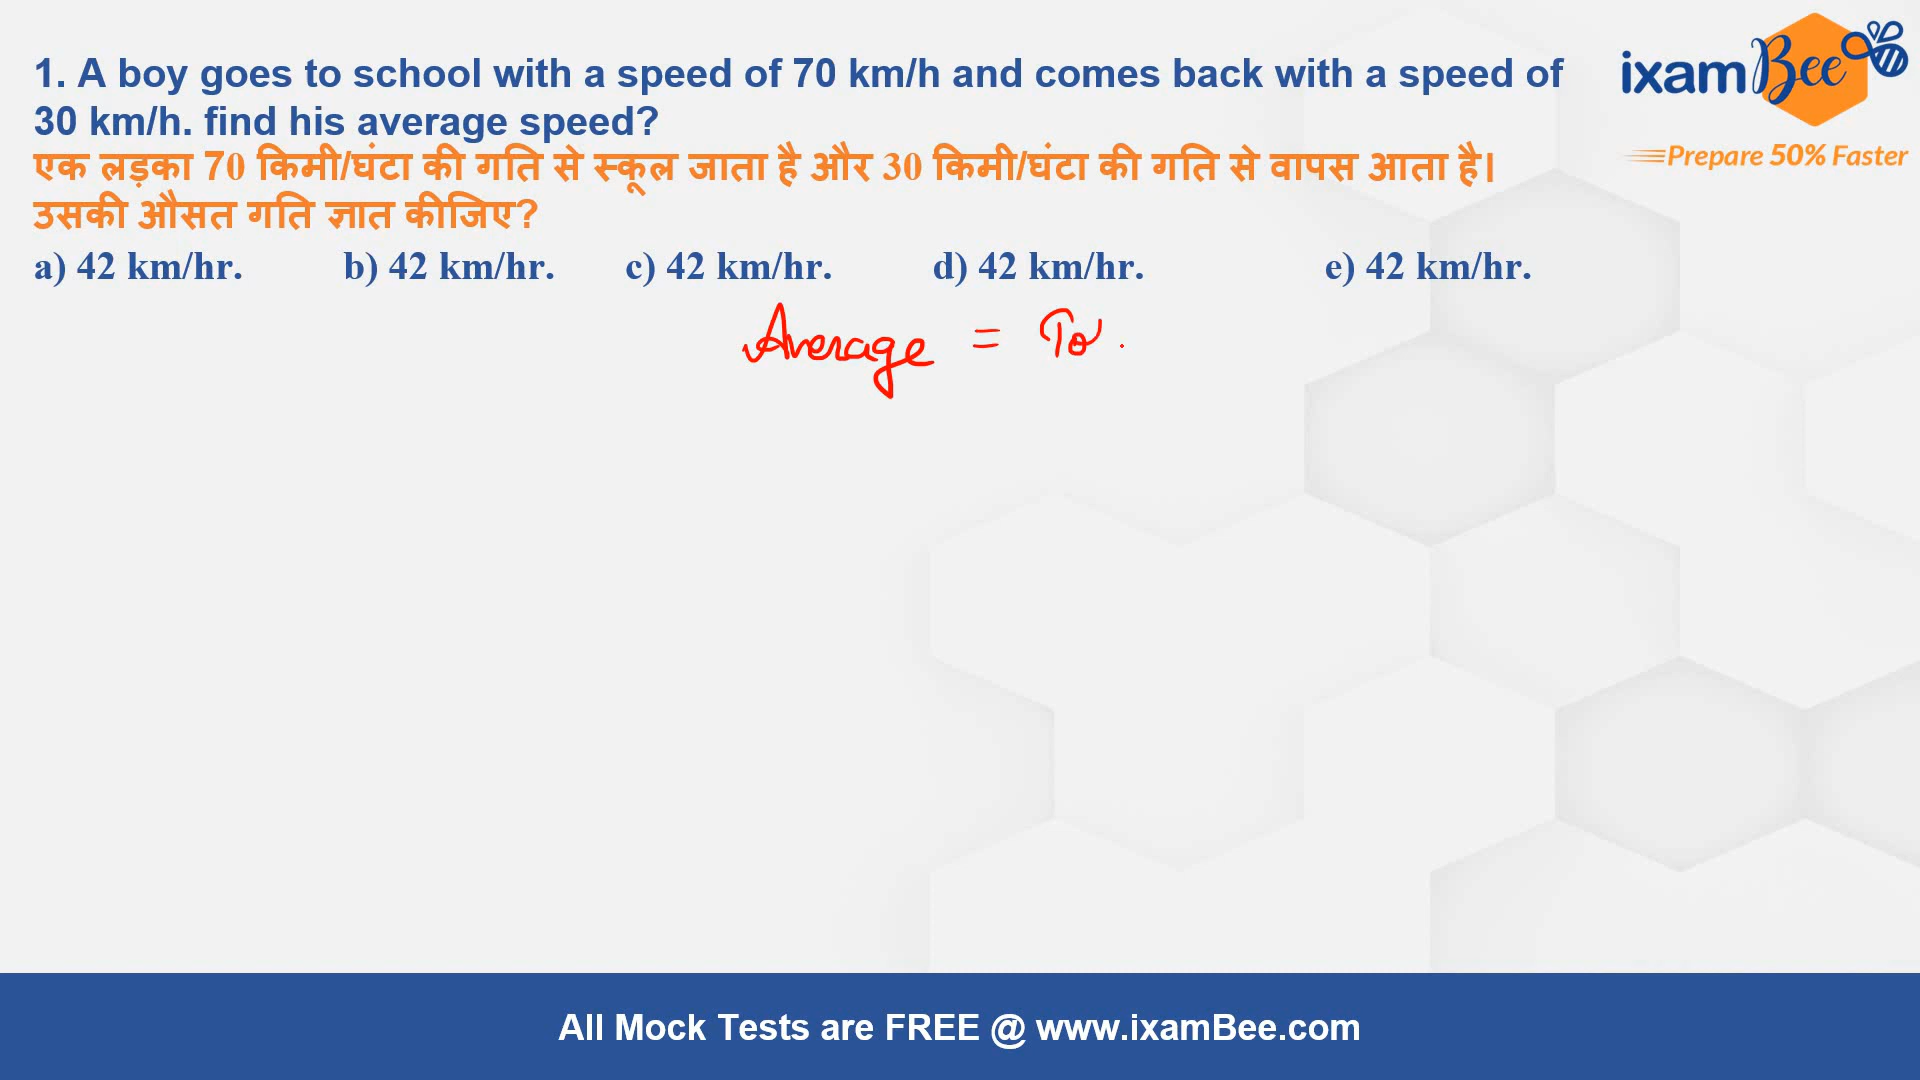 1. A boy goes to school with a speed of 70 km/h and comes back with a speed of
30 km/h. find his average speed?
एक लड़का 70 किमी/घंटा की गति से स्कूल जाता है और 30 किमी/घंटा की गति से वापस आता है।
उसकी औसत गति ज्ञात कीजिए?
a) 42 km/hr. b) 42 km/hr. c) 42 km/hr. d) 42 km/hr. e) 42 km/hr.
Average = To
ixamBee
Prepare 50% Faster
All Mock Tests are FREE @ www.ixamBee.com